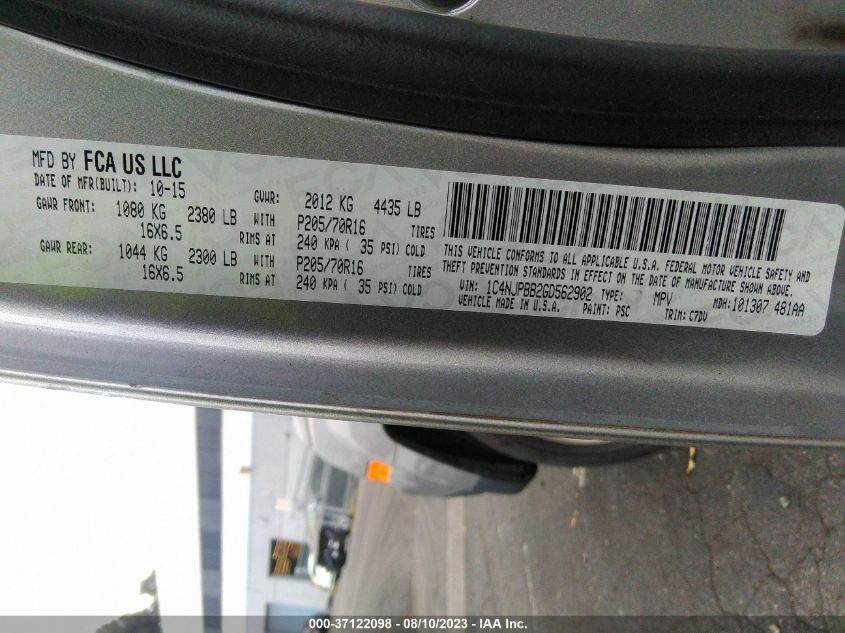 MFD BY FCA US LLC
DATE OF MFR(BUILT): 10-15 GVWR: 2012 KG 4435 LB
GAWR FRONT: 1080 KG 2380 LB WITH P205/70R16 TIRES
16X6.5 RIMS AT 240 KPA ( 35 PSI) COLD
GAWR REAR: 1044 KG 2300 LB WITH P205/70R16 TIRES
16X6.5 RIMS AT 240 KPA ( 35 PSI) COLD
THIS VEHICLE CONFORMS TO ALL APPLICABLE U.S.A. FEDERAL MOTOR VEHICLE SAFETY AND
THEFT PREVENTION STANDARDS IN EFFECT ON THE DATE OF MANUFACTURE SHOWN ABOVE.
VIN: 1C4NJPBB2GD562902 TYPE: MPV MDH:101307 481AA
VEHICLE MADE IN U.S.A. PAINT: PSC TRIM: C7DV
000-37122098 - 08/10/2023 - IAA Inc.